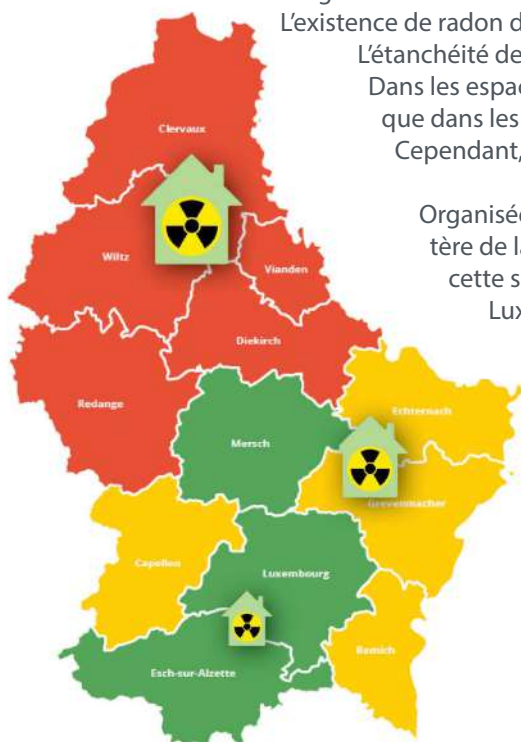 L'existence de radon d
L'étanchéité de
Dans les espac
que dans les
Cependant,
Organisée
tère de la
cette s
Lux
Clervaux
Wiltz
Vianden
Diekirch
Redange
Echternach
Mersch
Grevenmacher
Capellen
Luxembourg
Remich
Esch-sur-Alzette